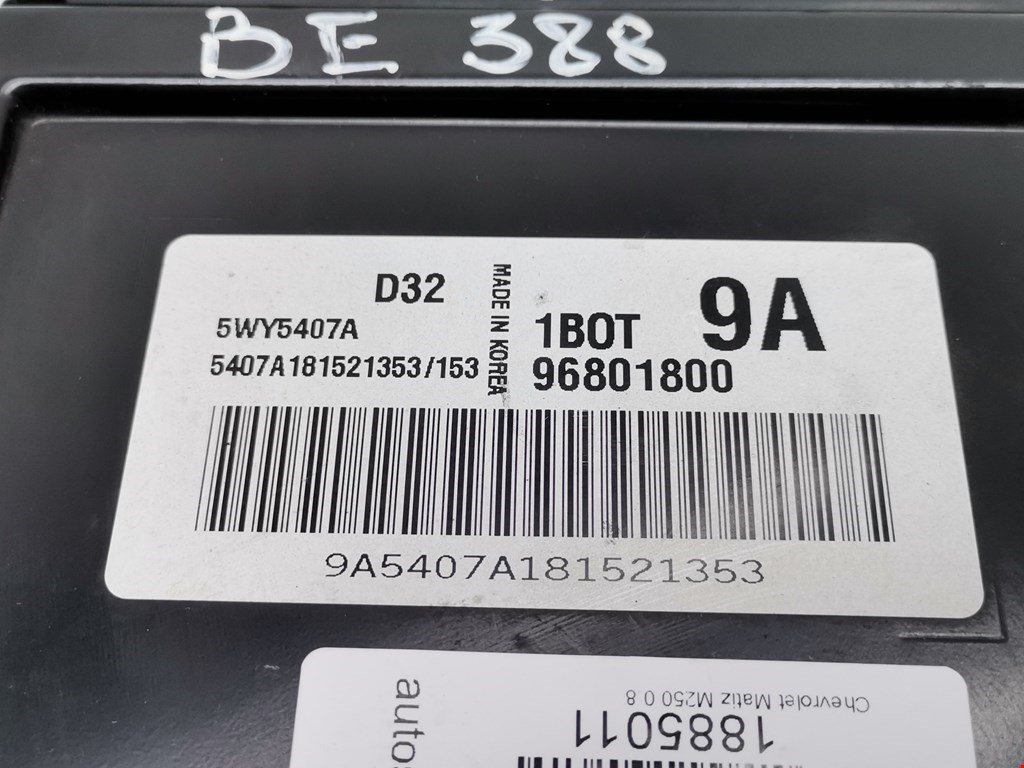 BE 388
D32
5WY5407A
5407A181521353/153
MADE IN KOREA
1BOT
9A
96801800
9A5407A181521353
Chevrolet Matiz M250 0.8
1885011